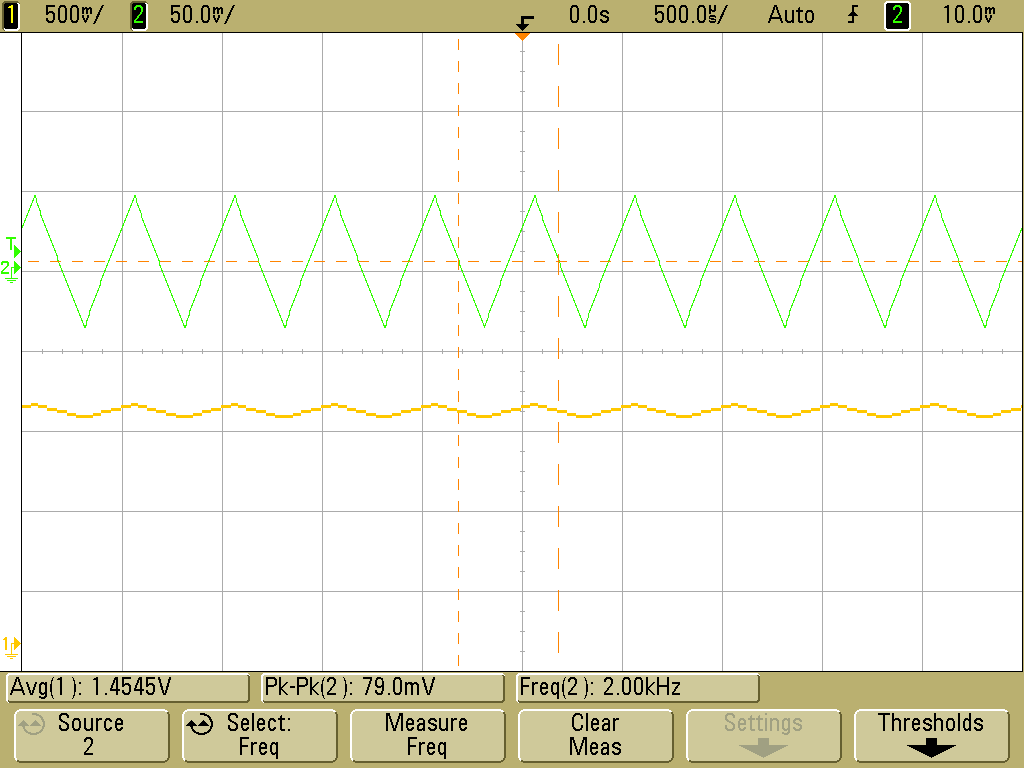 1 500mV/ 2 50.0mV/ 0.0s 500.0µs/ Auto 2 10.0mV
T
2
1
Avg(1): 1.4545V Pk-Pk(2): 79.0mV Freq(2): 2.00kHz
Source Select: Measure Clear Settings Thresholds
2 Freq Freq Meas